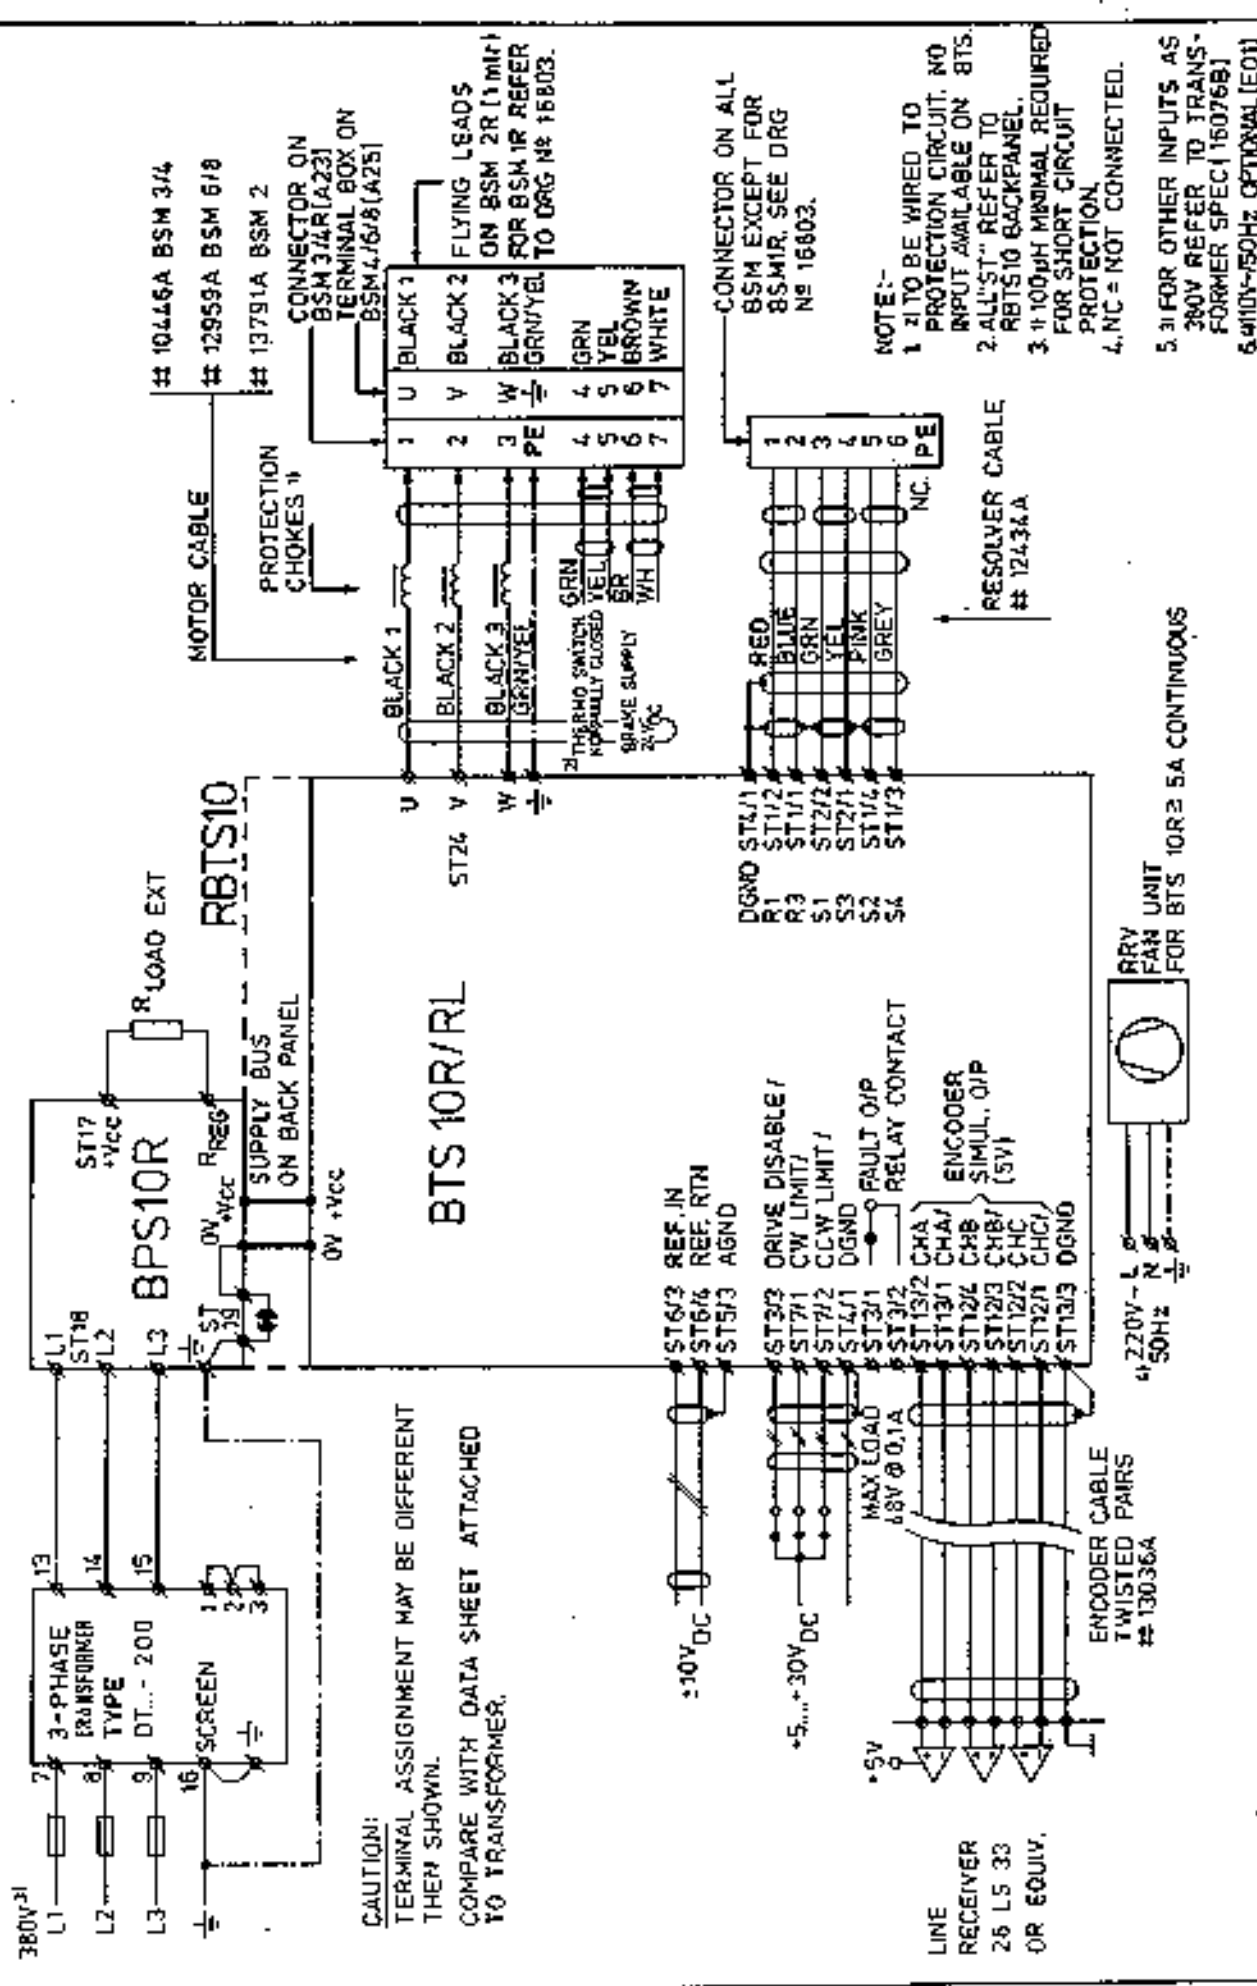 380V 3)
L1
L2
L3
7
8
9
16
3-PHASE
TRANSFORMER
TYPE
DT...- 200
SCREEN
13
14
15
1
2
3
L1
ST18
L2
L3
ST
19
BPS10R
ST17
+Vcc
RREG
0V
+Vcc
RLOAD EXT
RBTS10
SUPPLY BUS
ON BACK PANEL
0V +Vcc
BTS 10R/RL
CAUTION:
TERMINAL ASSIGNMENT MAY BE DIFFERENT
THEN SHOWN.
COMPARE WITH DATA SHEET ATTACHED
TO TRANSFORMER.
MOTOR CABLE
# 10446A BSM 3/4
# 12959A BSM 6/8
# 13791A BSM 2
PROTECTION
CHOKES 1)
CONNECTOR ON
BSM 3/4R(A23)
TERMINAL BOX ON
BSM4/6/8(A25)
FLYING LEADS
ON BSM 2R (1 mtr)
FOR BSM 1R REFER
TO DRG Nº 16803.
U
ST24 V
W
BLACK 1
BLACK 2
BLACK 3
GRN/YEL
2) THERMO SWITCH
NORMALLY CLOSED
BRAKE SUPPLY
24VDC
GRN
YEL
BR
WH
1 U BLACK 1
2 V BLACK 2
3 W BLACK 3
PE GRN/YEL
4 4 GRN
5 5 YEL
6 6 BROWN
7 7 WHITE
DGND ST4/1
R1 ST1/2
R3 ST1/1
S1 ST2/2
S3 ST2/1
S2 ST1/4
S4 ST1/3
RED
BLUE
GRN
YEL
PINK
GREY
1
2
3
4
5
6
PE
NC.
CONNECTOR ON ALL
BSM EXCEPT FOR
BSM1R, SEE DRG
Nº 16803.
RESOLVER CABLE
# 12434A
±10VDC
ST6/3 REF. IN
ST6/4 REF. RTN
ST5/3 AGND
+5...+30VDC
ST3/3 DRIVE DISABLE/
ST7/1 CW LIMIT/
ST7/2 CCW LIMIT/
ST4/1 DGND
MAX LOAD
48V @ 0,1A
ST3/1 FAULT O/P
ST3/2 RELAY CONTACT
ST13/2 CHA
ST13/1 CHA/
ST12/4 CHB
ST12/3 CHB/
ST12/2 CHC
ST12/1 CHC/
ST13/3 DGND
ENCODER
SIMUL. O/P
(5V)
+5V
LINE
RECEIVER
26 LS 33
OR EQUIV.
ENCODER CABLE
TWISTED PAIRS
# 13036A
4) 220V~ L
50Hz N
RRV
FAN UNIT
FOR BTS 10R ≥ 5A CONTINUOUS
NOTE:-
1. 2) TO BE WIRED TO
PROTECTION CIRCUIT. NO
INPUT AVAILABLE ON BTS.
2. ALL "ST" REFER TO
RBTS10 BACKPANEL.
3. 1) 100µH MINIMAL REQUIRED
FOR SHORT CIRCUIT
PROTECTION.
4. NC = NOT CONNECTED.
5. 3) FOR OTHER INPUTS AS
380V REFER TO TRANS-
FORMER SPEC( 16076B)
6. 4) 110V~/50Hz OPTIONAL (E01)